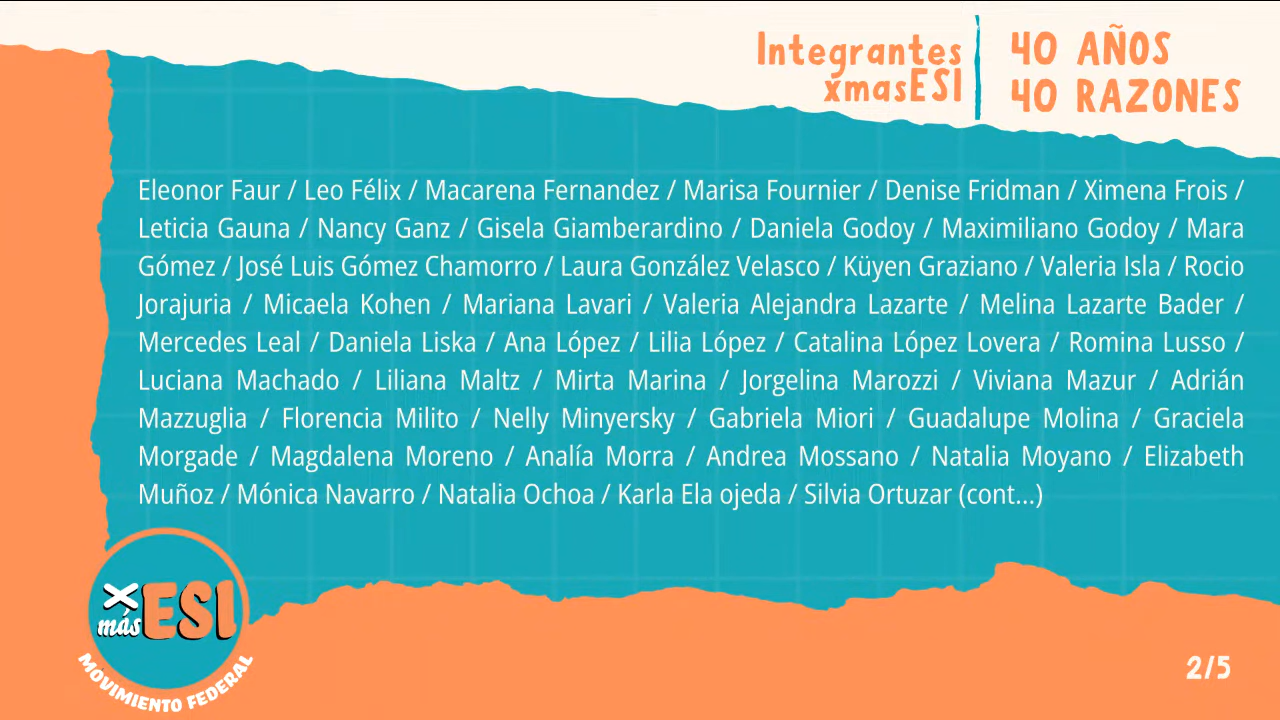 Integrantes
xmasESI
40 AÑOS
40 RAZONES
Eleonor Faur / Leo Félix / Macarena Fernandez / Marisa Fournier / Denise Fridman / Ximena Frois /
Leticia Gauna / Nancy Ganz / Gisela Giamberardino / Daniela Godoy / Maximiliano Godoy / Mara
Gómez / José Luis Gómez Chamorro / Laura González Velasco / Küyen Graziano / Valeria Isla / Rocio
Jorajuria / Micaela Kohen / Mariana Lavari / Valeria Alejandra Lazarte / Melina Lazarte Bader /
Mercedes Leal / Daniela Liska / Ana López / Lilia López / Catalina López Lovera / Romina Lusso /
Luciana Machado / Liliana Maltz / Mirta Marina / Jorgelina Marozzi / Viviana Mazur / Adrián
Mazzuglia / Florencia Milito / Nelly Minyersky / Gabriela Miori / Guadalupe Molina / Graciela
Morgade / Magdalena Moreno / Analía Morra / Andrea Mossano / Natalia Moyano / Elizabeth
Muñoz / Mónica Navarro / Natalia Ochoa / Karla Ela ojeda / Silvia Ortuzar (cont...)
x más ESI
MOVIMIENTO FEDERAL
2/5